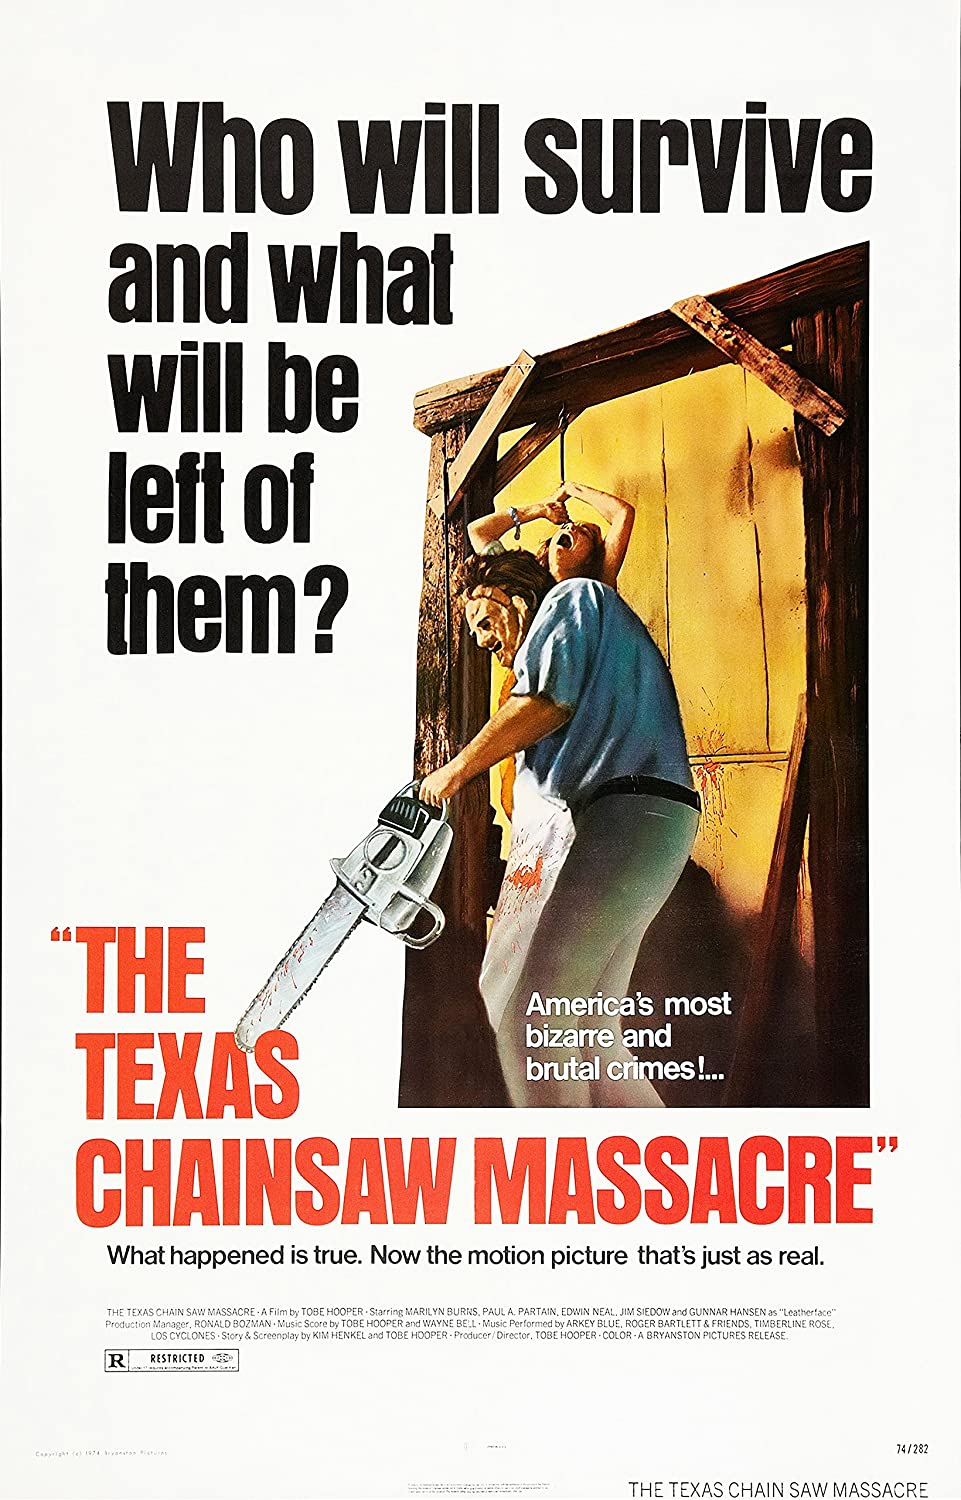 Who will survive
and what
will be
left of
them?
America's most
bizarre and
brutal crimes!...
"THE
TEXAS
CHAINSAW MASSACRE"
What happened is true. Now the motion picture that's just as real.
THE TEXAS CHAIN SAW MASSACRE · A Film by TOBE HOOPER · Starring MARILYN BURNS, PAUL A. PARTAIN, EDWIN NEAL, JIM SIEDOW and GUNNAR HANSEN as "Leatherface"
Production Manager, RONALD BOZMAN · Music Score by TOBE HOOPER and WAYNE BELL · Music Performed by ARKEY BLUE, ROGER BARTLETT & FRIENDS, TIMBERLINE ROSE,
LOS CYCLONES · Story & Screenplay by KIM HENKEL and TOBE HOOPER · Producer/Director, TOBE HOOPER · COLOR · A BRYANSTON PICTURES RELEASE.
R RESTRICTED
Copyright (c) 1974 Bryanston Pictures
74/282
THE TEXAS CHAIN SAW MASSACRE